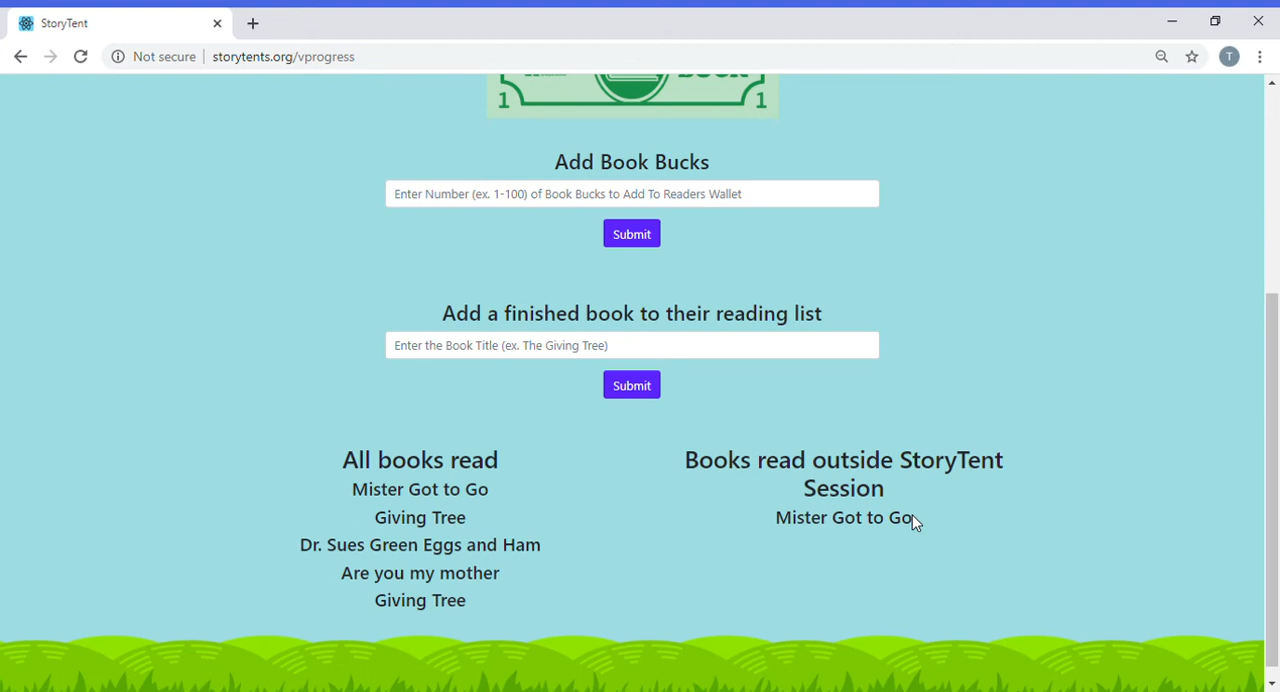 StoryTent
Not secure
storytents.org/vprogress
T
BOOK
1
1
Add Book Bucks
Enter Number (ex. 1-100) of Book Bucks to Add To Readers Wallet
Submit
Add a finished book to their reading list
Enter the Book Title (ex. The Giving Tree)
Submit
All books read
Mister Got to Go
Giving Tree
Dr. Sues Green Eggs and Ham
Are you my mother
Giving Tree
Books read outside StoryTent
Session
Mister Got to Go